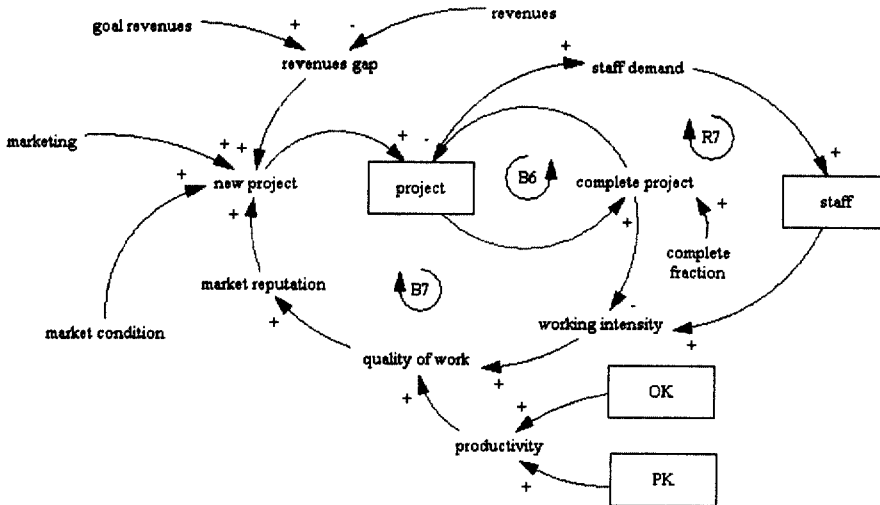 revenues
goal revenues
+ -
revenues gap
+
staff demand
marketing
+ +
+ -
R7
+
+
new project
project
B6
complete project
staff
+
+
+
complete
fraction
market reputation
B7
market condition
+
-
working intensity
+
quality of work
+
+
+
OK
productivity
+
PK